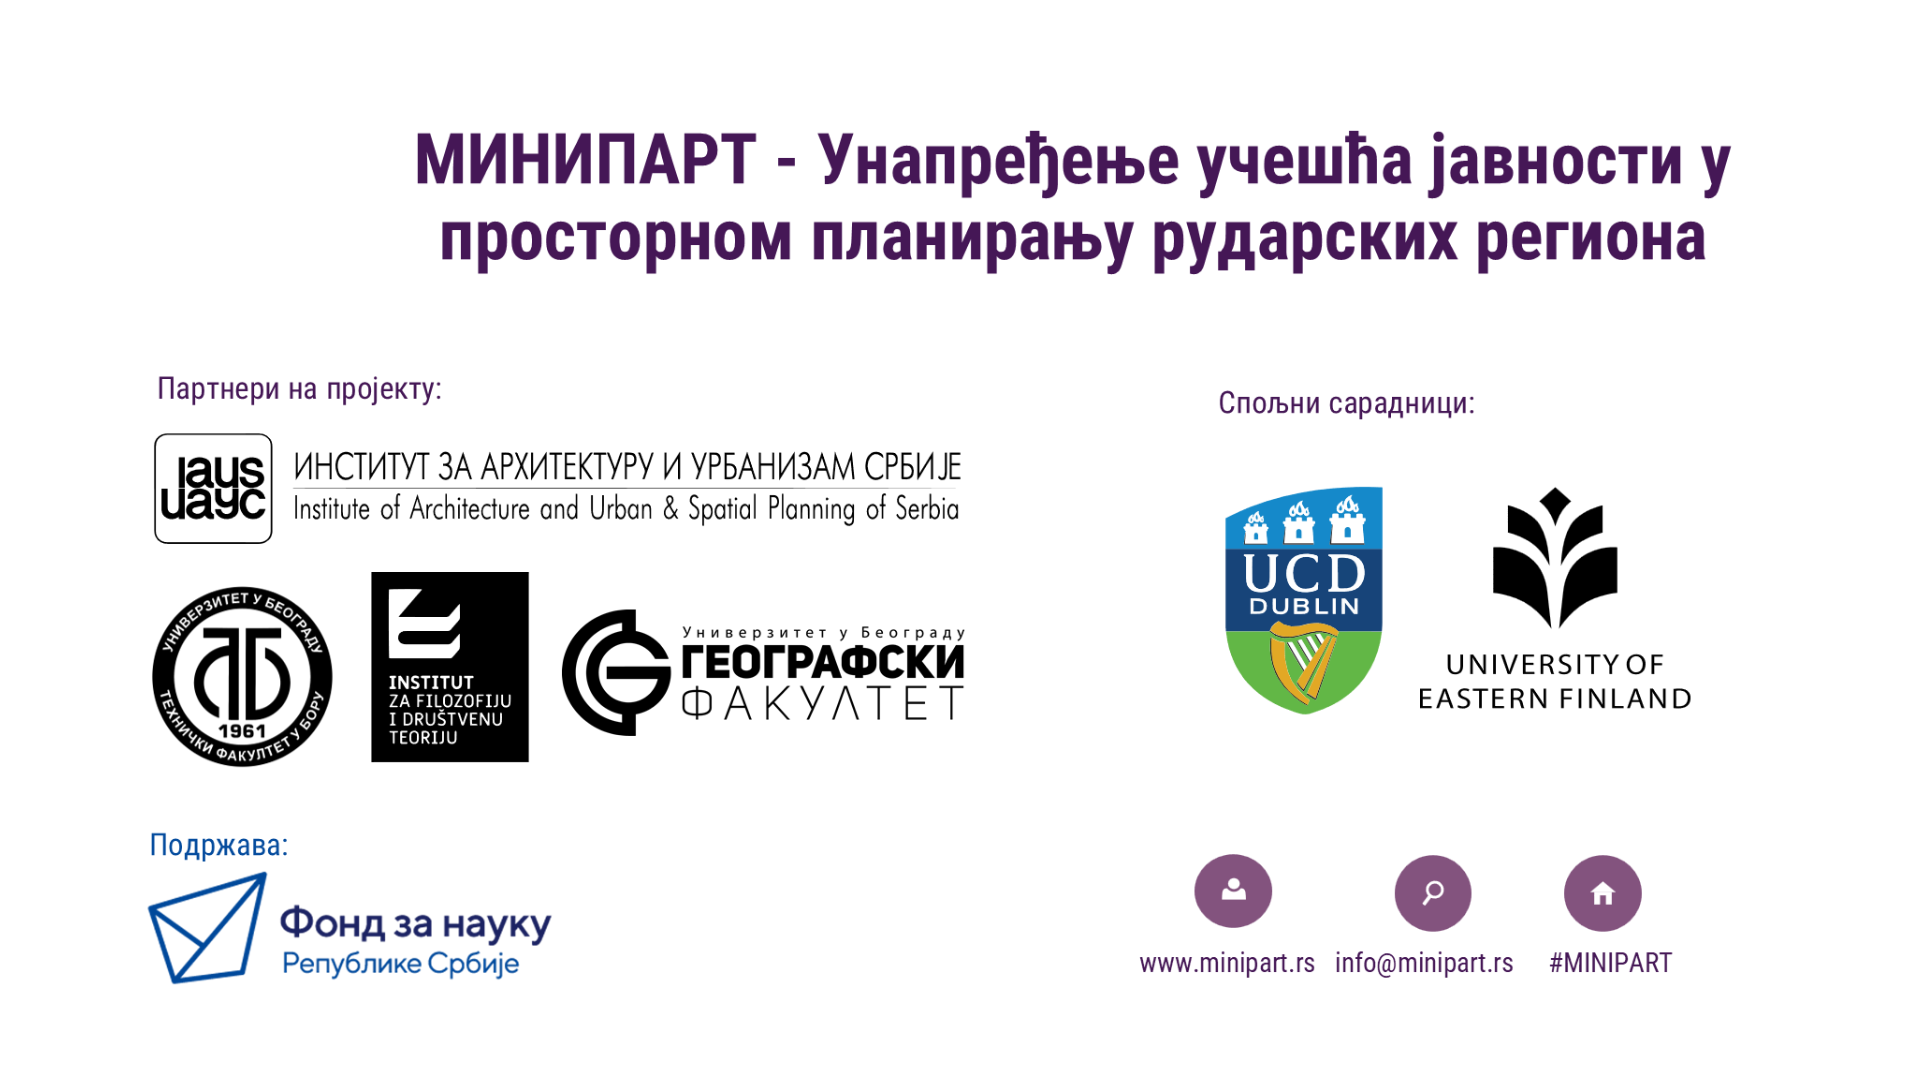 МИНИПАРТ - Унапређење учешћа јавности у
просторном планирању рударских региона
Партнери на пројекту:
iaus
иаус
ИНСТИТУТ ЗА АРХИТЕКТУРУ И УРБАНИЗАМ СРБИЈЕ
Institute of Architecture and Urban & Spatial Planning of Serbia
УНИВЕРЗИТЕТ У БЕОГРАДУ
1961
ТЕХНИЧКИ ФАКУЛТЕТ У БОРУ
INSTITUT
ZA FILOZOFIJU
I DRUŠTVENU
TEORIJU
Универзитет у Београду
ГЕОГРАФСКИ
ФАКУЛТЕТ
Спољни сарадници:
UCD
DUBLIN
UNIVERSITY OF
EASTERN FINLAND
Подржава:
Фонд за науку
Републике Србије
www.minipart.rs
info@minipart.rs
#MINIPART